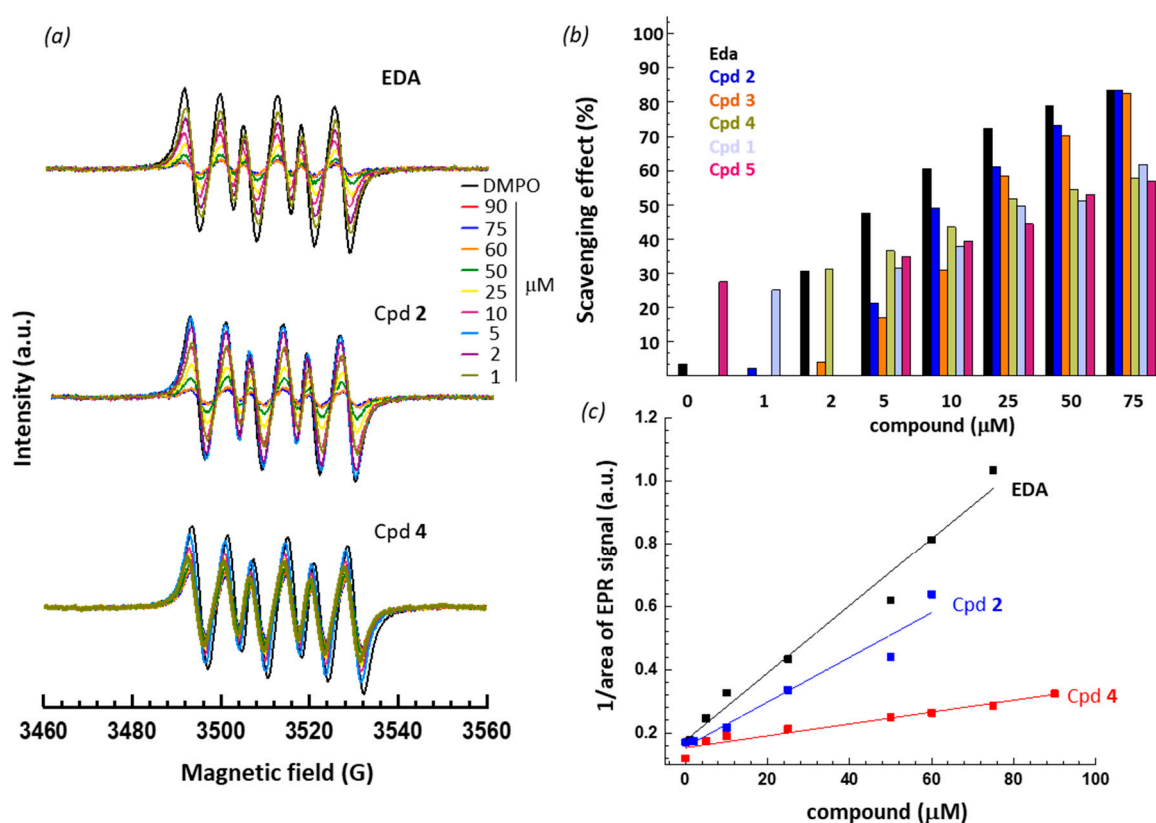 (a)
EDA
DMPO
90
75
60
50
25
10
5
2
1
μM
Cpd 2
Cpd 4
Intensity (a.u.)
3460 3480 3500 3520 3540 3560
Magnetic field (G)
(b)
Eda
Cpd 2
Cpd 3
Cpd 4
Cpd 1
Cpd 5
Scavenging effect (%)
100
90
80
70
60
50
40
30
20
10
0 1 2 5 10 25 50 75
compound (μM)
(c)
1/area of EPR signal (a.u.)
1.2
1.0
0.8
0.6
0.4
0.2
EDA
Cpd 2
Cpd 4
0 20 40 60 80 100
compound (μM)